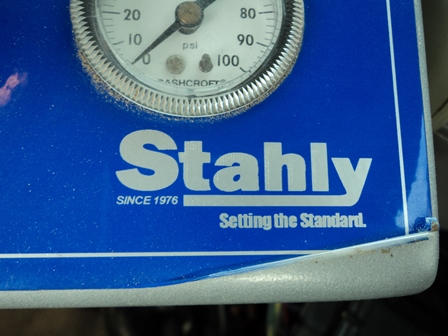 20 80
10 90
0 psi 100
ASHCROFT
Stahly
SINCE 1976
Setting the Standard.